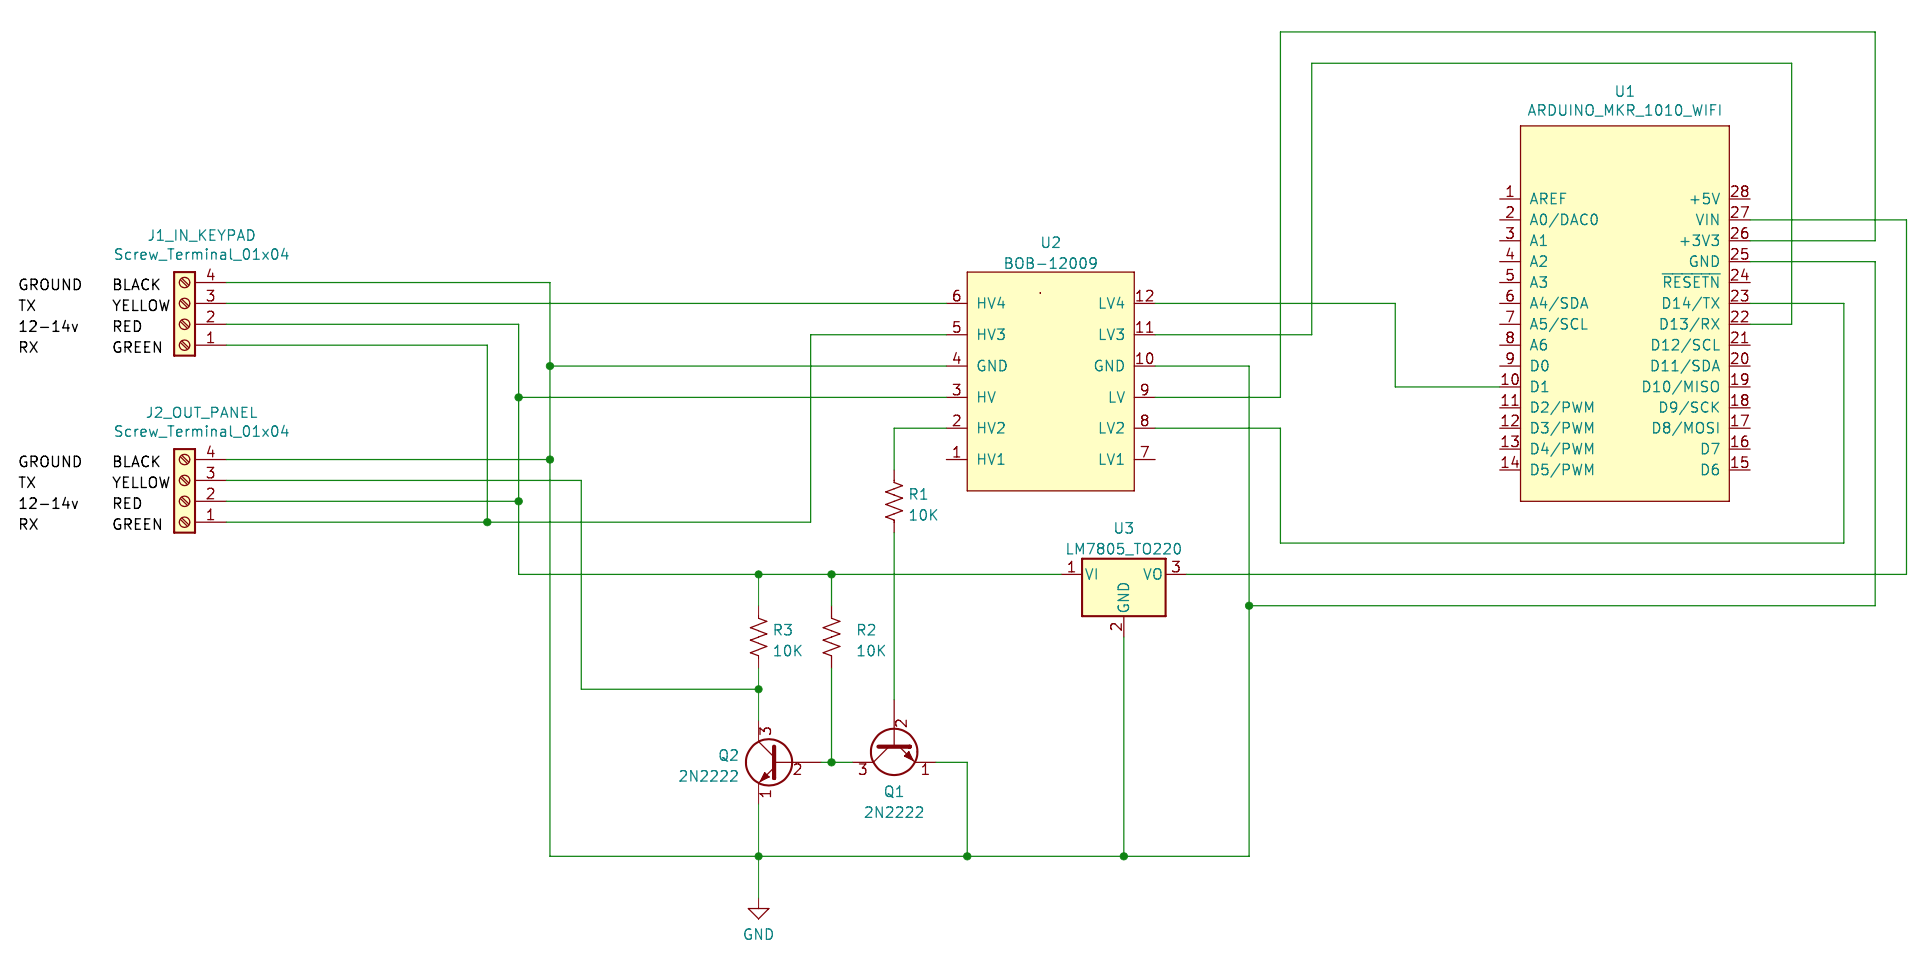 J1_IN_KEYPAD
Screw_Terminal_01x04
GROUND BLACK 4
TX YELLOW 3
12-14v RED 2
RX GREEN 1
J2_OUT_PANEL
Screw_Terminal_01x04
GROUND BLACK 4
TX YELLOW 3
12-14v RED 2
RX GREEN 1
U2
BOB-12009
6 HV4 LV4 12
5 HV3 LV3 11
4 GND GND 10
3 HV LV 9
2 HV2 LV2 8
1 HV1 LV1 7
U1
ARDUINO_MKR_1010_WIFI
1 AREF +5V 28
2 A0/DAC0 VIN 27
3 A1 +3V3 26
4 A2 GND 25
5 A3 RESETN 24
6 A4/SDA D14/TX 23
7 A5/SCL D13/RX 22
8 A6 D12/SCL 21
9 D0 D11/SDA 20
10 D1 D10/MISO 19
11 D2/PWM D9/SCK 18
12 D3/PWM D8/MOSI 17
13 D4/PWM D7 16
14 D5/PWM D6 15
R1
10K
U3
LM7805_TO220
1 VI VO 3
GND
2
R3
10K
R2
10K
3
Q2
2N2222
2
1
2
3 1
Q1
2N2222
GND